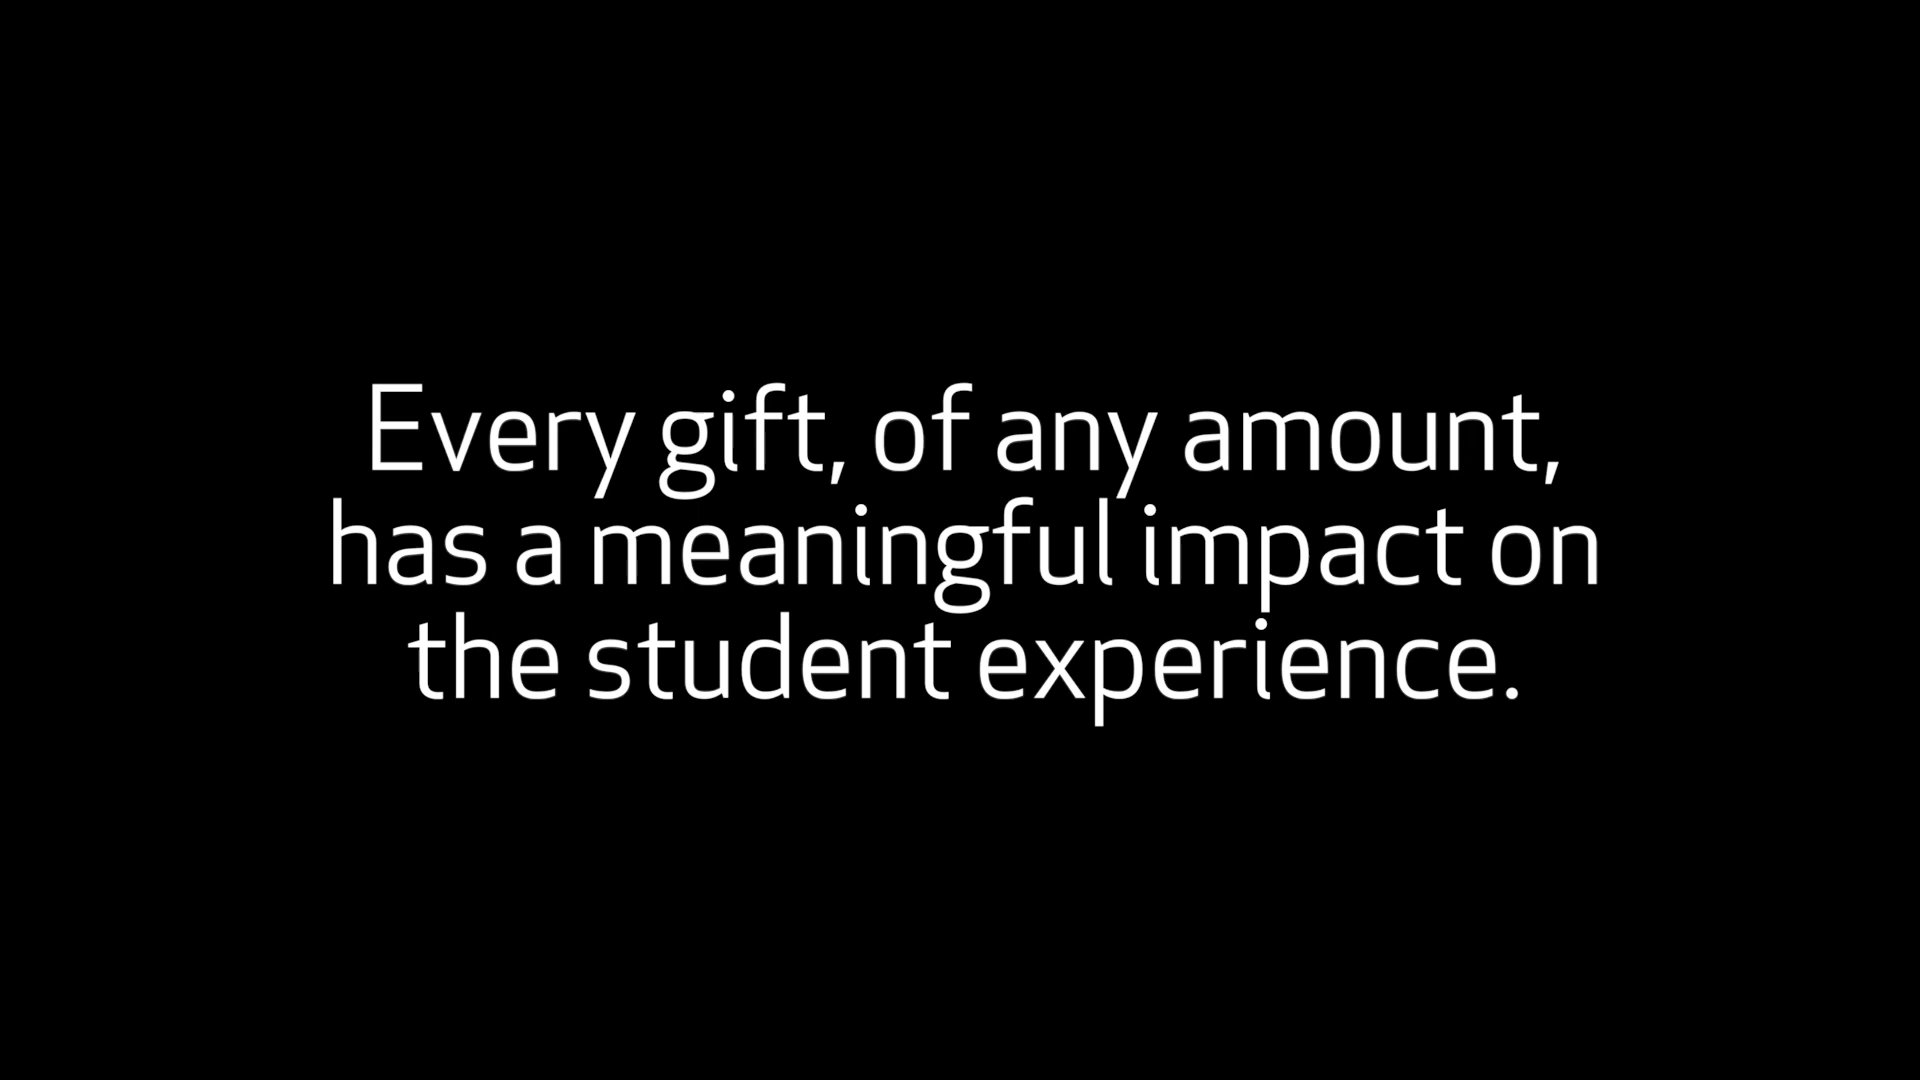 Every gift, of any amount,
has a meaningful impact on
the student experience.